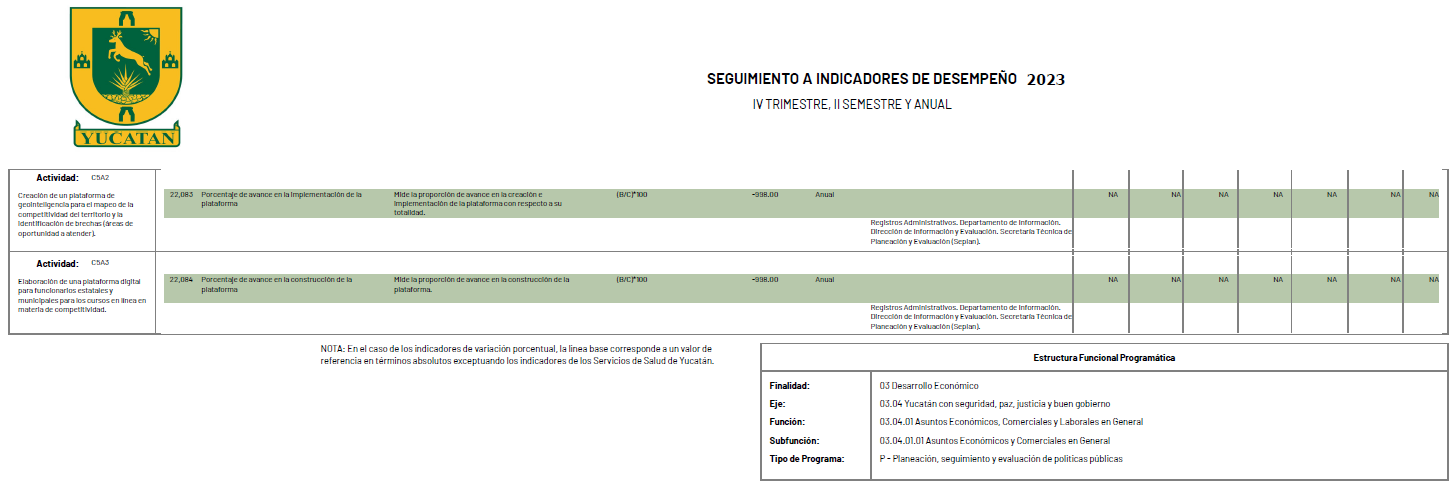 YUCATAN
SEGUIMIENTO A INDICADORES DE DESEMPEÑO 2023
IV TRIMESTRE, II SEMESTRE Y ANUAL
Actividad: C5A2
Creación de un plataforma de
geointeligencia para el mapeo de la
competitividad del territorio y la
identificación de brechas (áreas de
oportunidad a atender).
22,083 Porcentaje de avance en la implementación de la
plataforma
Mide la proporción de avance en la creación e
implementación de la plataforma con respecto a su
totalidad.
(B/C)*100 -998.00 Anual NA NA NA NA NA NA NA
Registros Administrativos. Departamento de Información.
Dirección de Información y Evaluación. Secretaría Técnica de
Planeación y Evaluación (Seplan).
Actividad: C5A3
Elaboración de una plataforma digital
para funcionarios estatales y
municipales para los cursos en línea en
materia de competitividad.
22,084 Porcentaje de avance en la construcción de la
plataforma
Mide la proporción de avance en la construcción de la
plataforma.
(B/C)*100 -998.00 Anual NA NA NA NA NA NA NA
Registros Administrativos. Departamento de Información.
Dirección de Información y Evaluación. Secretaría Técnica de
Planeación y Evaluación (Seplan).
NOTA: En el caso de los indicadores de variación porcentual, la línea base corresponde a un valor de
referencia en términos absolutos exceptuando los indicadores de los Servicios de Salud de Yucatán.
Estructura Funcional Programática
Finalidad: 03 Desarrollo Económico
Eje: 03.04 Yucatán con seguridad, paz, justicia y buen gobierno
Función: 03.04.01 Asuntos Económicos, Comerciales y Laborales en General
Subfunción: 03.04.01.01 Asuntos Económicos y Comerciales en General
Tipo de Programa: P - Planeación, seguimiento y evaluación de políticas públicas